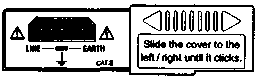 LINE EARTH
CAT.II
Slide the cover to the
left / right until it clicks.